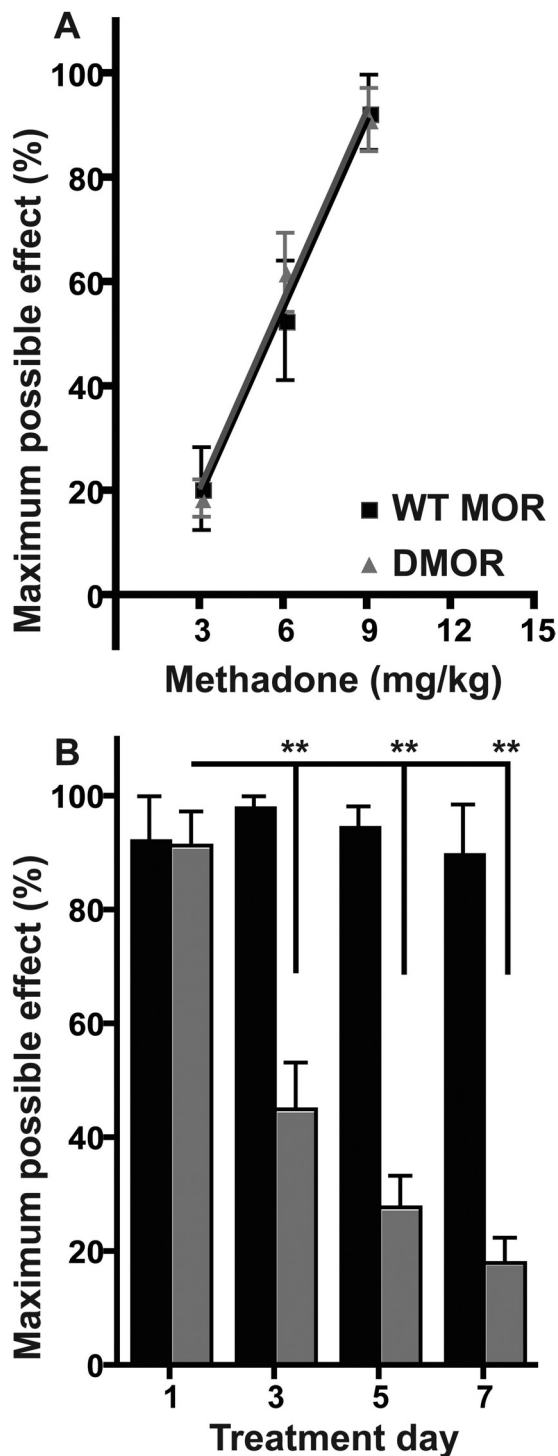 A
Maximum possible effect (%)
100
80
60
40
20
0
WT MOR
DMOR
3 6 9 12 15
Methadone (mg/kg)
B
** ** **
Maximum possible effect (%)
100
80
60
40
20
0
1 3 5 7
Treatment day